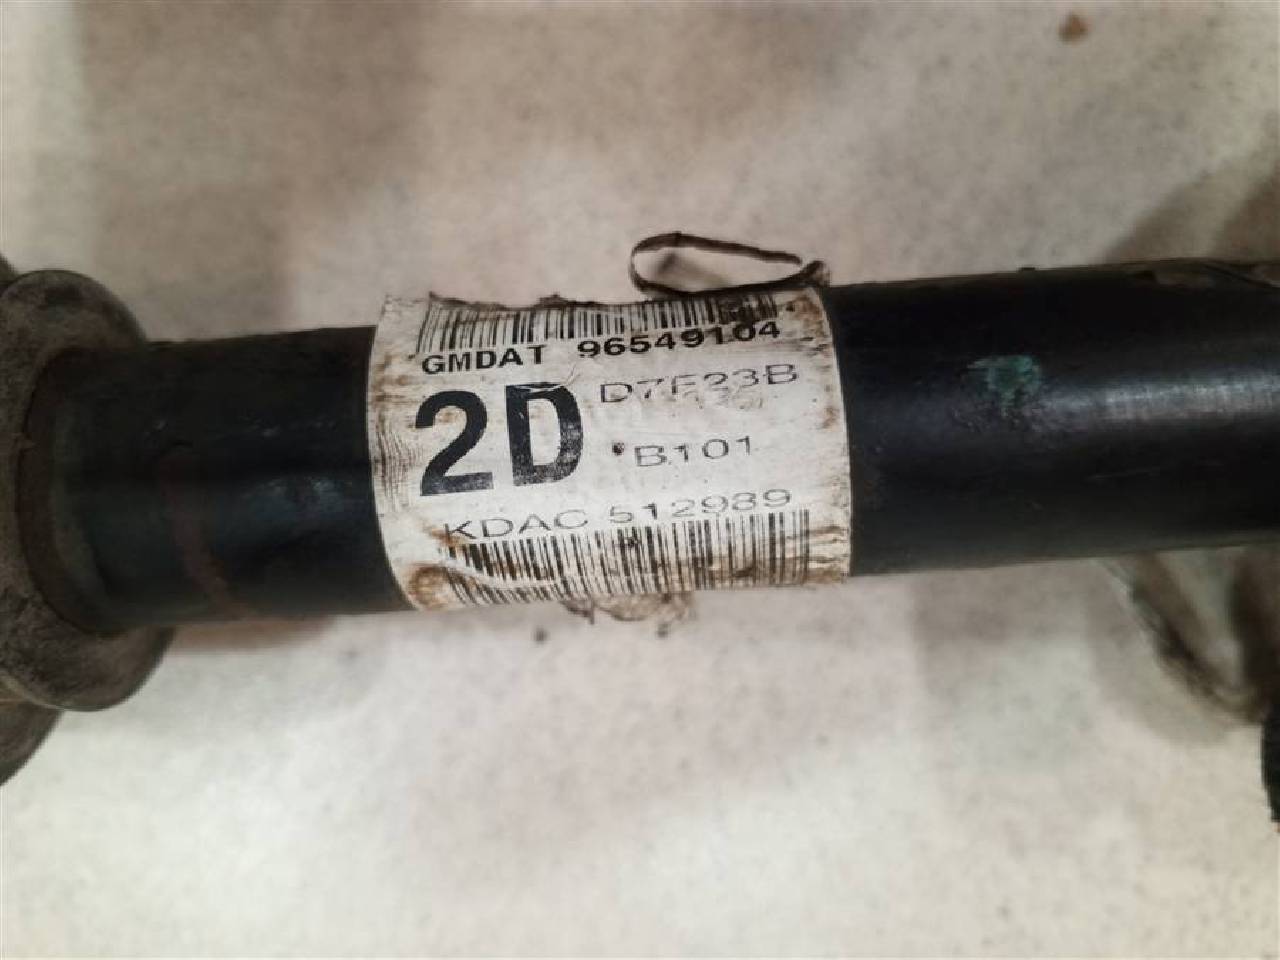 GMDAT 96549104
2D D7F23B
B101
KDAC 512989